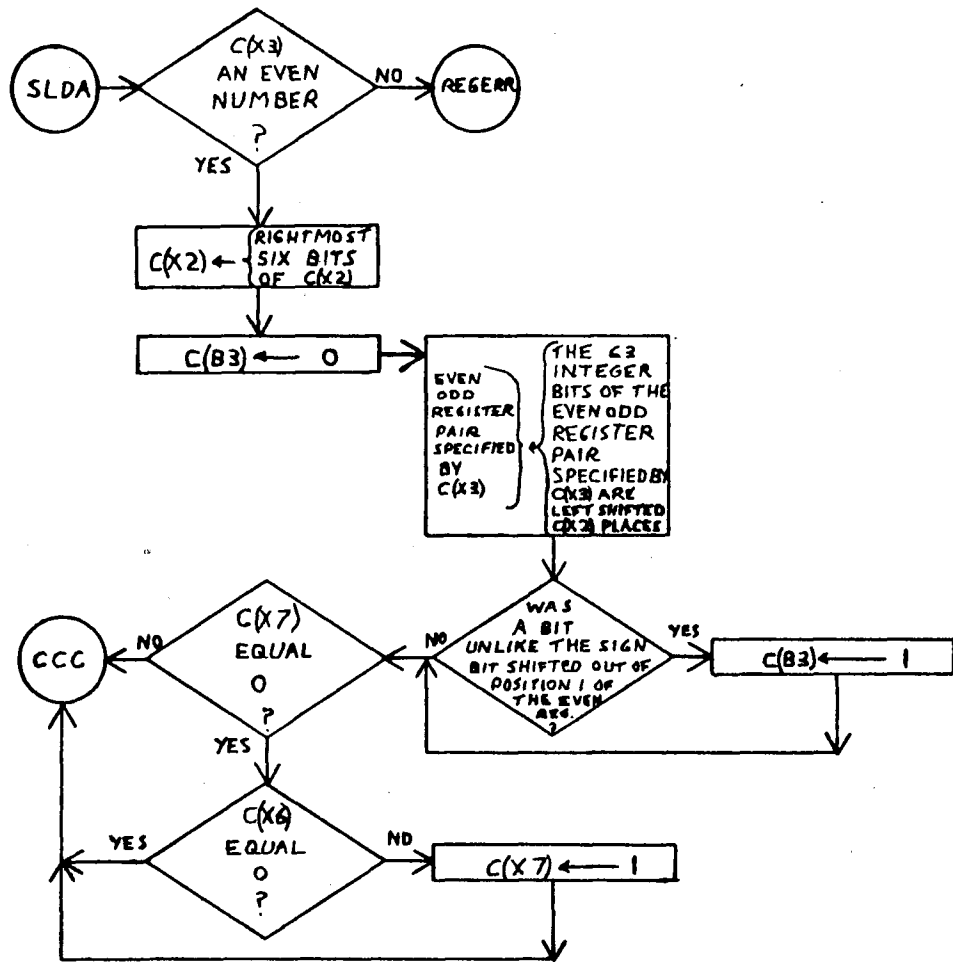 SLDA
C(X3)
AN EVEN
NUMBER
?
NO
REGERR
YES
C(X2) ←
RIGHTMOST
SIX BITS
OF C(X2)
C(B3) ← 0
EVEN
ODD
REGISTER
PAIR
SPECIFIED
BY
C(X3)
←
THE 63
INTEGER
BITS OF THE
EVEN ODD
REGISTER
PAIR
SPECIFIED BY
C(X3) ARE
LEFT SHIFTED
C(X2) PLACES
WAS
A BIT
UNLIKE THE SIGN
BIT SHIFTED OUT OF
POSITION 1 OF
THE EVEN
REG.
?
YES
C(B3) ← 1
NO
C(X7)
EQUAL
0
?
NO
CCC
YES
C(X6)
EQUAL
0
?
YES
NO
C(X7) ← 1